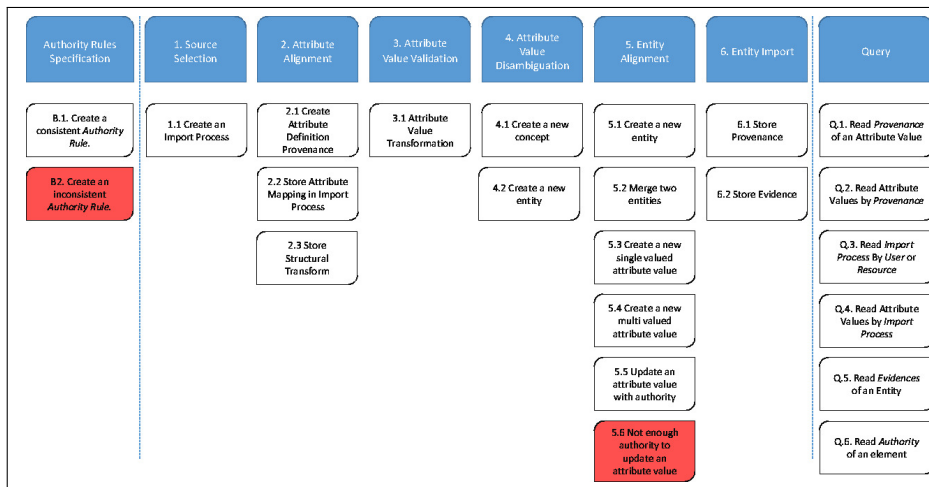 Authority Rules
Specification
1. Source
Selection
2. Attribute
Alignment
3. Attribute
Value Validation
4. Attribute
Value
Disambiguation
5. Entity
Alignment
6. Entity Import
Query
B.1. Create a
consistent Authority
Rule.
B2. Create an
inconsistent
Authority Rule.
1.1 Create an
Import Process
2.1 Create
Attribute
Definition
Provenance
2.2 Store Attribute
Mapping in Import
Process
2.3 Store
Structural
Transform
3.1 Attribute
Value
Transformation
4.1 Create a new
concept
4.2 Create a new
entity
5.1 Create a new
entity
5.2 Merge two
entities
5.3 Create a new
single valued
attribute value
5.4 Create a new
multi valued
attribute value
5.5 Update an
attribute value
with authority
5.6 Not enough
authority to
update an
attribute value
6.1 Store
Provenance
6.2 Store Evidence
Q.1. Read Provenance
of an Attribute Value
Q.2. Read Attribute
Values by Provenance
Q.3. Read Import
Process By User or
Resource
Q.4. Read Attribute
Values by Import
Process
Q.5. Read Evidences
of an Entity
Q.6. Read Authority
of an element